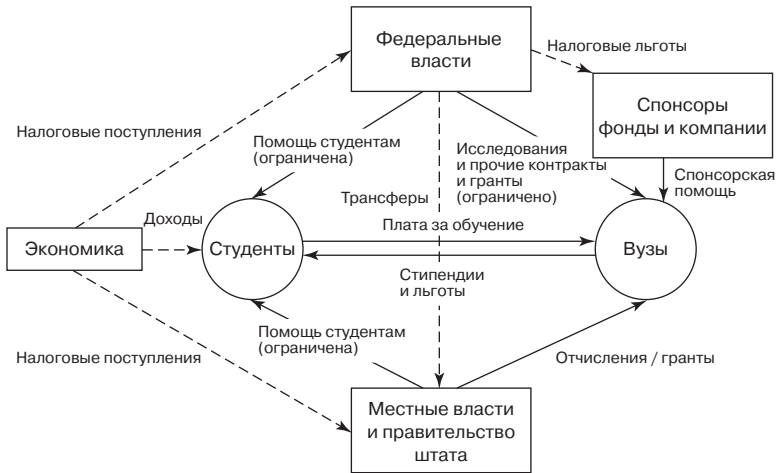 Федеральные
власти
Налоговые льготы
Спонсоры
фонды и компании
Налоговые поступления
Помощь студентам
(ограничена)
Исследования
и прочие контракты
и гранты
(ограничено)
Спонсорская
помощь
Трансферы
Доходы
Плата за обучение
Экономика
Студенты
Вузы
Стипендии
и льготы
Помощь студентам
(ограничена)
Налоговые поступления
Отчисления / гранты
Местные власти
и правительство
штата